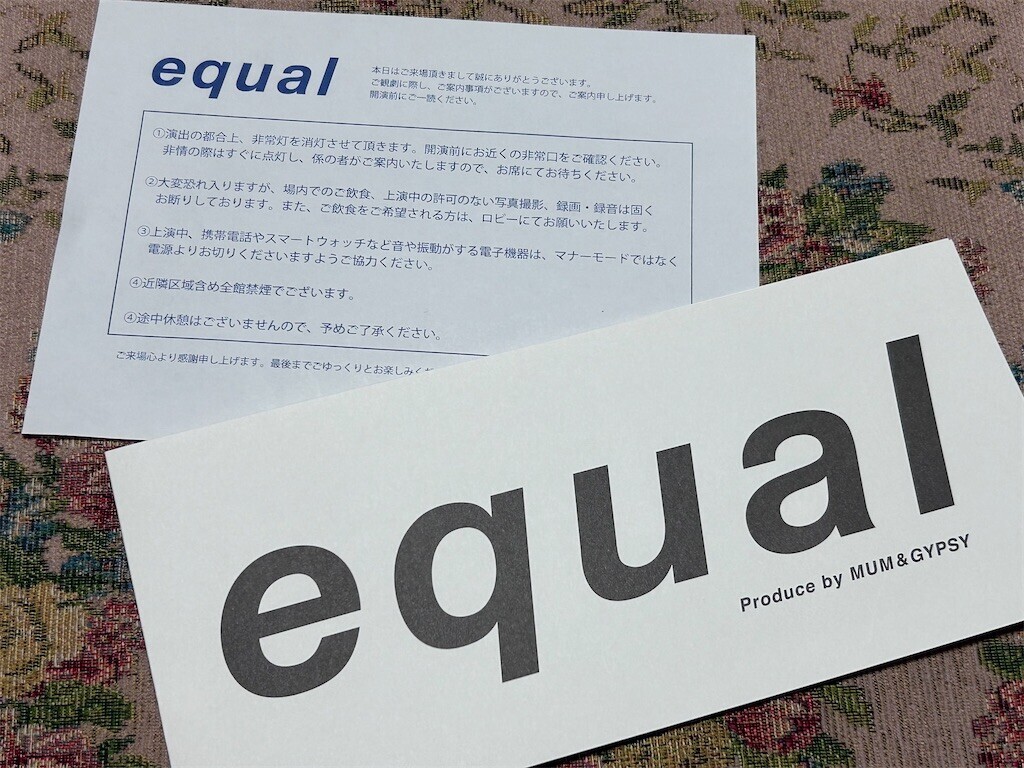 equal
本日はご来場頂きまして誠にありがとうございます。
ご観劇に際し、ご案内事項がございますので、ご案内申し上げます。
開演前にご一読ください。
①演出の都合上、非常灯を消灯させて頂きます。開演前にお近くの非常口をご確認ください。
非情の際はすぐに点灯し、係の者がご案内いたしますので、お席にてお待ちください。
②大変恐れ入りますが、場内でのご飲食、上演中の許可のない写真撮影、録画・録音は固く
お断りしております。また、ご飲食をご希望される方は、ロビーにてお願いいたします。
③上演中、携帯電話やスマートウォッチなど音や振動がする電子機器は、マナーモードではなく
電源よりお切りくださいますようご協力ください。
④近隣区域含め全館禁煙でございます。
④途中休憩はございませんので、予めご了承ください。
ご来場心より感謝申し上げます。最後までごゆっくりとお楽しみくだ
equal
Produce by MUM&GYPSY